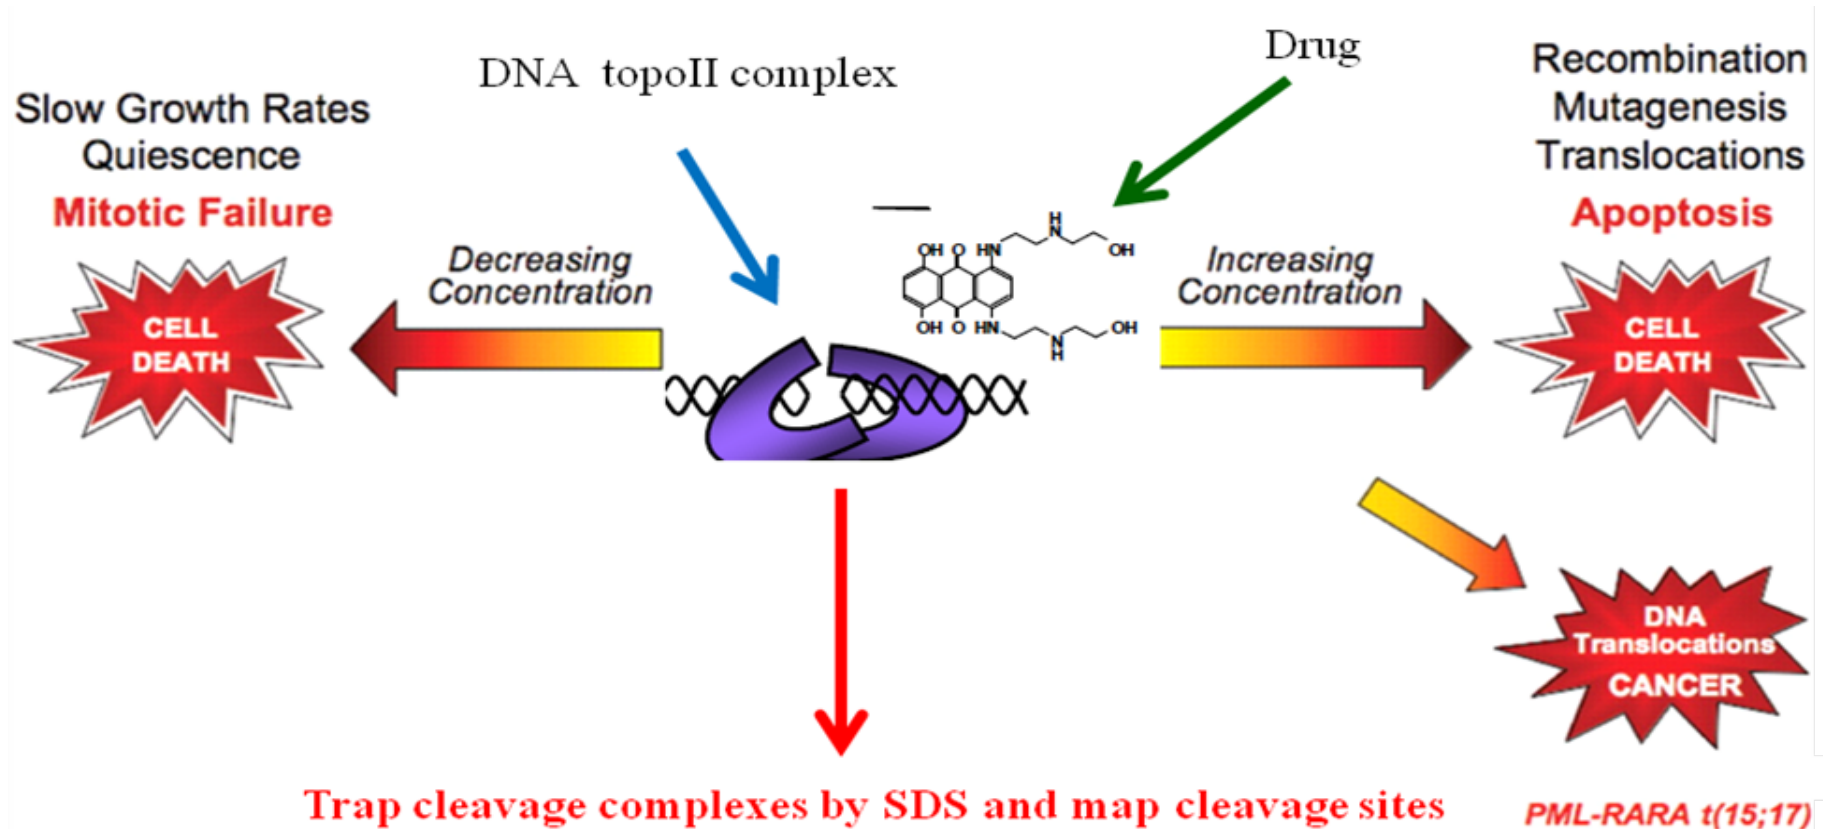 DNA topoII complex
Drug
Slow Growth Rates
Quiescence
Mitotic Failure
Recombination
Mutagenesis
Translocations
Apoptosis
Decreasing
Concentration
Increasing
Concentration
CELL
DEATH
OH O HN
H
N
OH
OH O HN
N
H
OH
CELL
DEATH
DNA
Translocations
CANCER
Trap cleavage complexes by SDS and map cleavage sites
PML-RARA t(15;17)